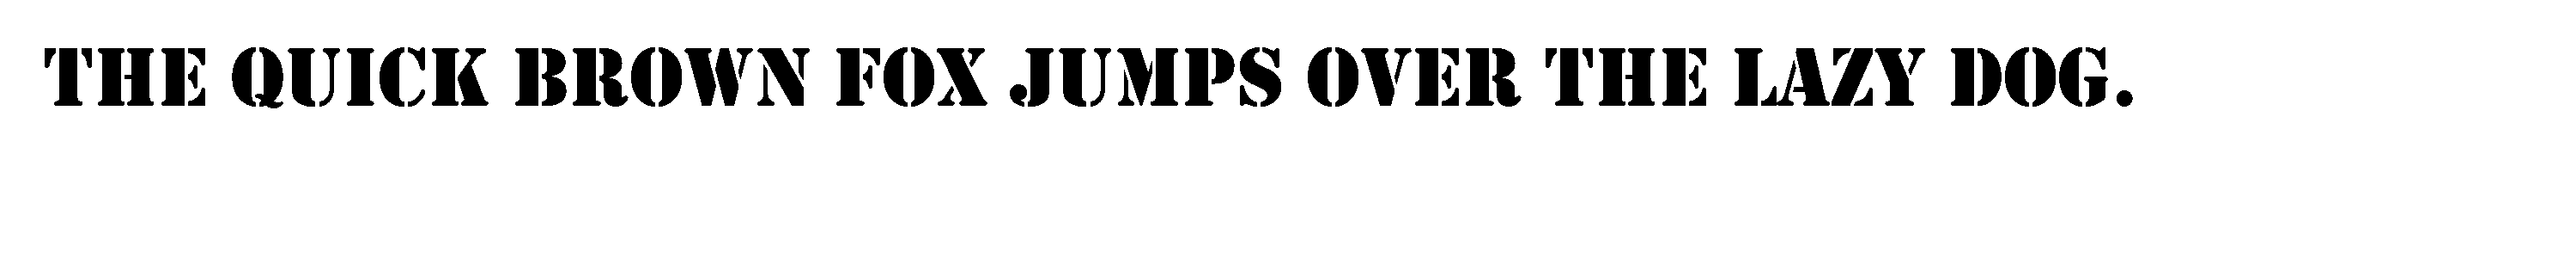 THE QUICK BROWN FOX JUMPS OVER THE LAZY DOG.